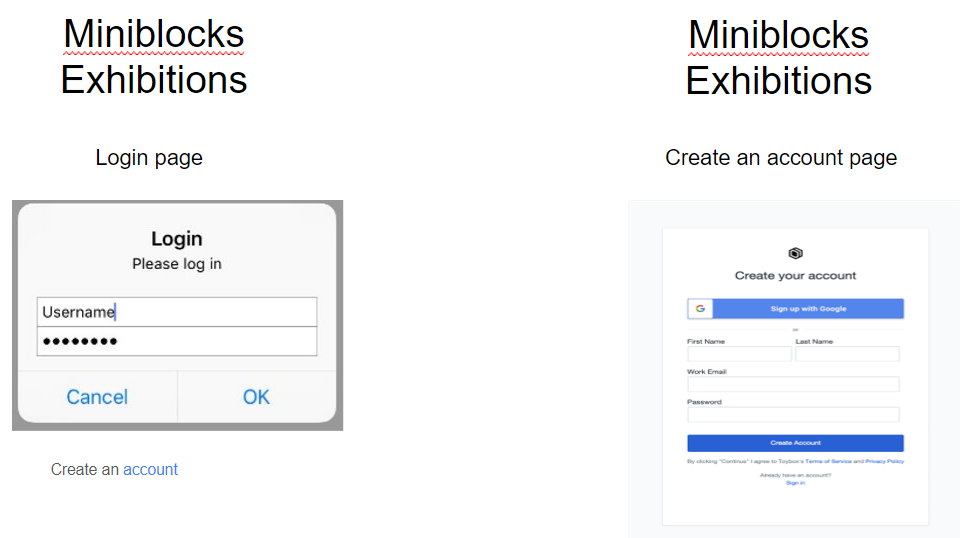 Miniblocks
Exhibitions
Login page
Login
Please log in
Username
Cancel
OK
Create an account
Miniblocks
Exhibitions
Create an account page
Create your account
G
Sign up with Google
or
First Name
Last Name
Work Email
Password
Create Account
By clicking "Continue" I agree to Toybox's Terms of Service and Privacy Policy
Already have an account?
Sign in